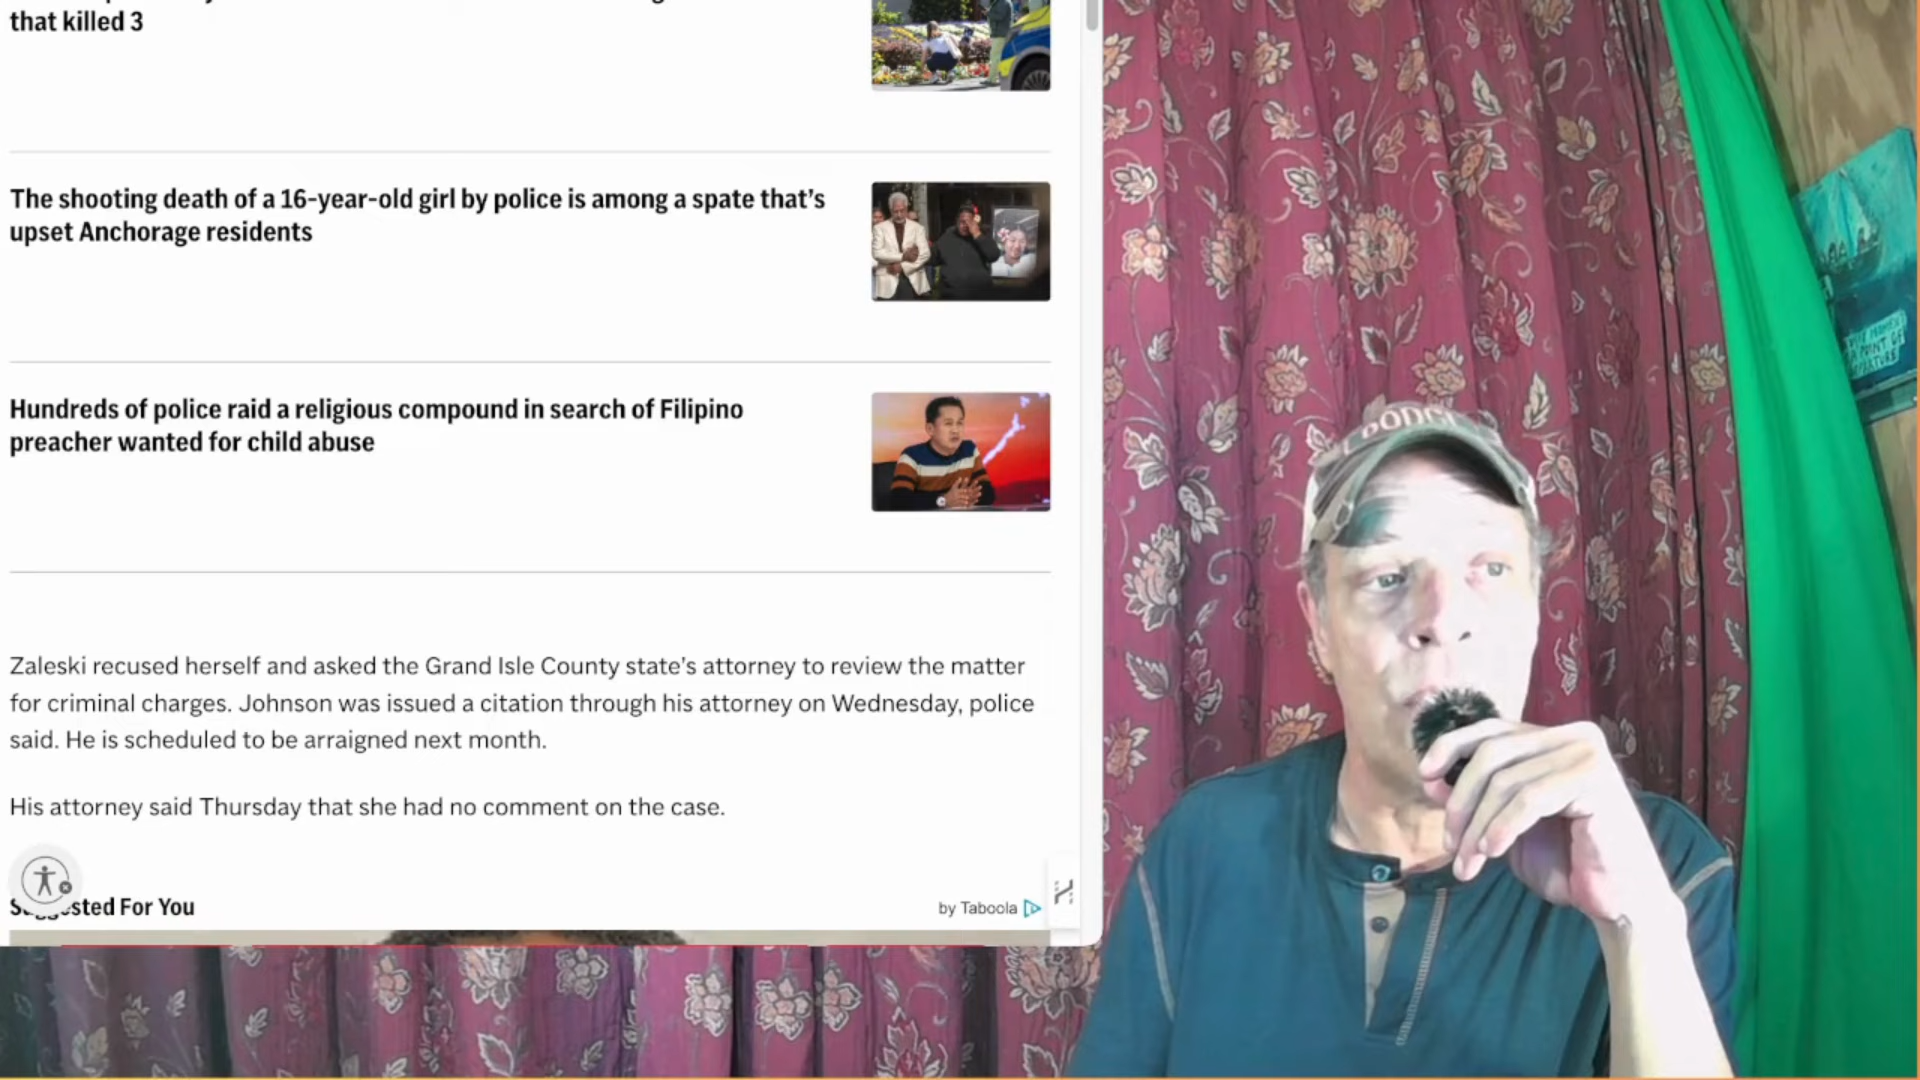 that killed 3
The shooting death of a 16-year-old girl by police is among a spate that's
upset Anchorage residents
Hundreds of police raid a religious compound in search of Filipino
preacher wanted for child abuse
Zaleski recused herself and asked the Grand Isle County state's attorney to review the matter
for criminal charges. Johnson was issued a citation through his attorney on Wednesday, police
said. He is scheduled to be arraigned next month.
His attorney said Thursday that she had no comment on the case.
Suggested For You
by Taboola